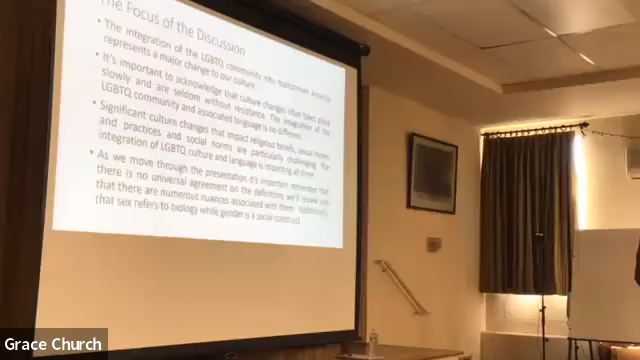 The Focus of the Discussion
• The integration of the LGBTQ community into mainstream America
represents a major change to our culture.
• It's important to acknowledge that culture changes often take place
slowly and are seldom without resistance. The integration of the
LGBTQ community and associated language is no different.
• Significant culture changes that impact religious beliefs, sexual mores
and practices and social norms are particularly challenging. The
integration of LGBTQ culture and language is impacting all three.
• As we move through the presentation it's important remember that
there is no universal agreement on the definitions we'll review and
that there are numerous nuances associated with them. Additionally,
that sex refers to biology while gender is a social construct.
Grace Church